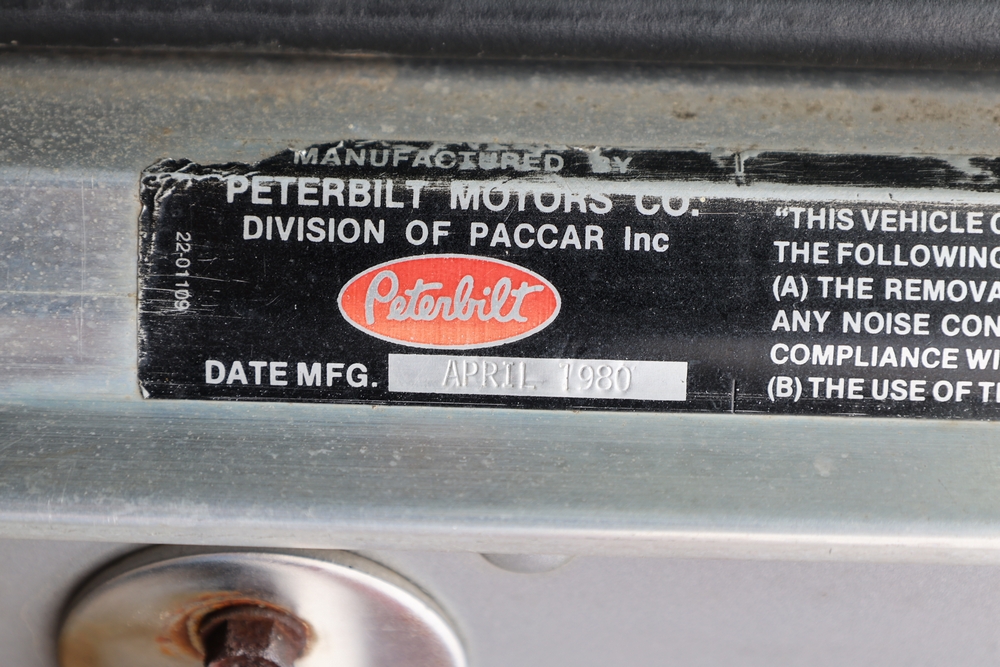 MANUFACTURED BY
PETERBILT MOTORS CO.
DIVISION OF PACCAR Inc
22-01109
Peterbilt
DATE MFG. APRIL 1980
"THIS VEHICLE
THE FOLLOWING
(A) THE REMOVA
ANY NOISE CON
COMPLIANCE WI
(B) THE USE OF